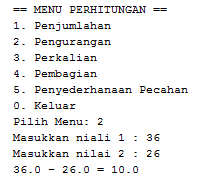 == MENU PERHITUNGAN ==
1. Penjumlahan
2. Pengurangan
3. Perkalian
4. Pembagian
5. Penyederhanaan Pecahan
0. Keluar
Pilih Menu: 2
Masukkan niali 1 : 36
Masukkan nilai 2 : 26
36.0 - 26.0 = 10.0